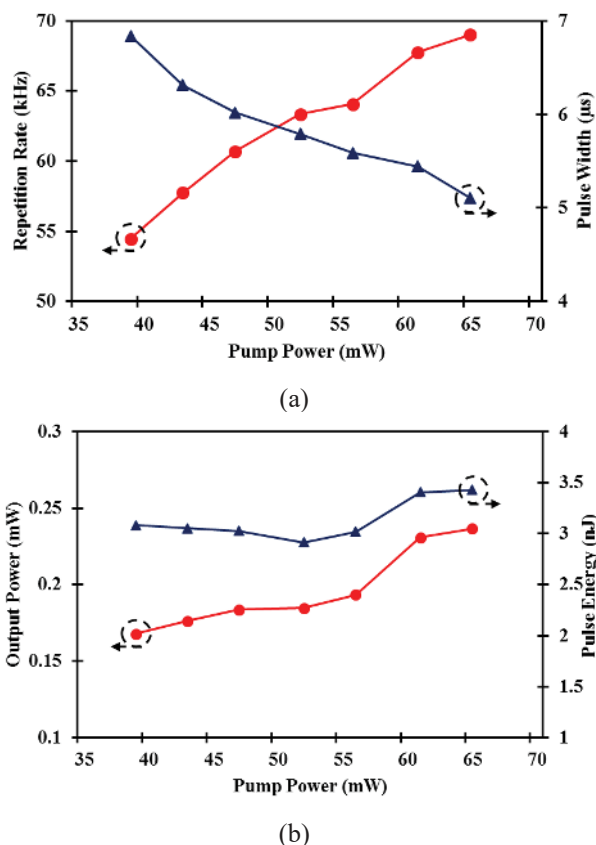 70
65
60
55
50
Repetition Rate (kHz)
7
6
5
4
Pulse Width (µs)
35 40 45 50 55 60 65 70
Pump Power (mW)
(a)
0.3
0.25
0.2
0.15
0.1
Output Power (mW)
4
3.5
3
2.5
2
1.5
1
Pulse Energy (nJ)
35 40 45 50 55 60 65 70
Pump Power (mW)
(b)